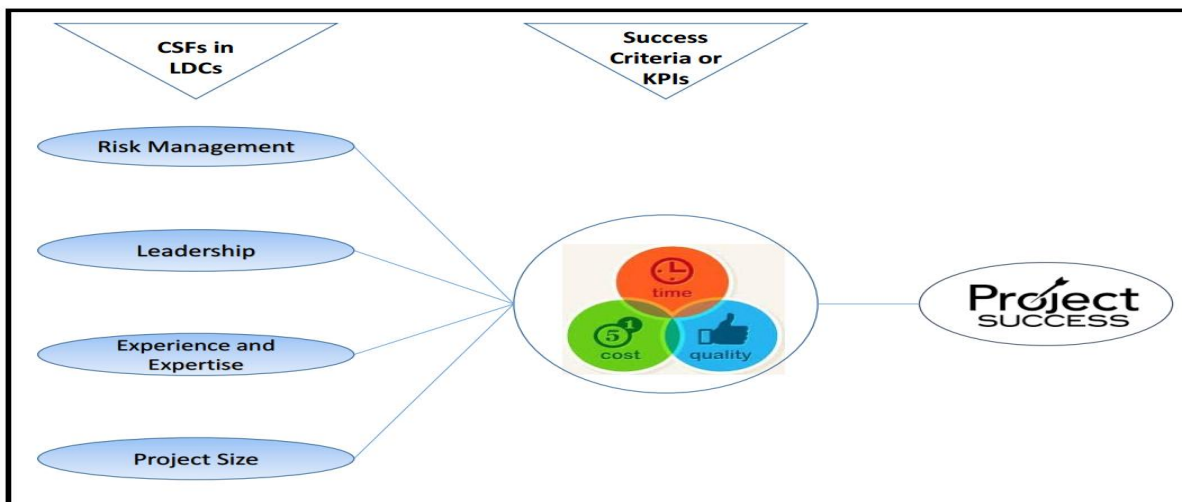 CSFs in
LDCs
Success
Criteria or
KPIs
Risk Management
Leadership
Experience and
Expertise
Project Size
time
5 1
cost
quality
Project
SUCCESS